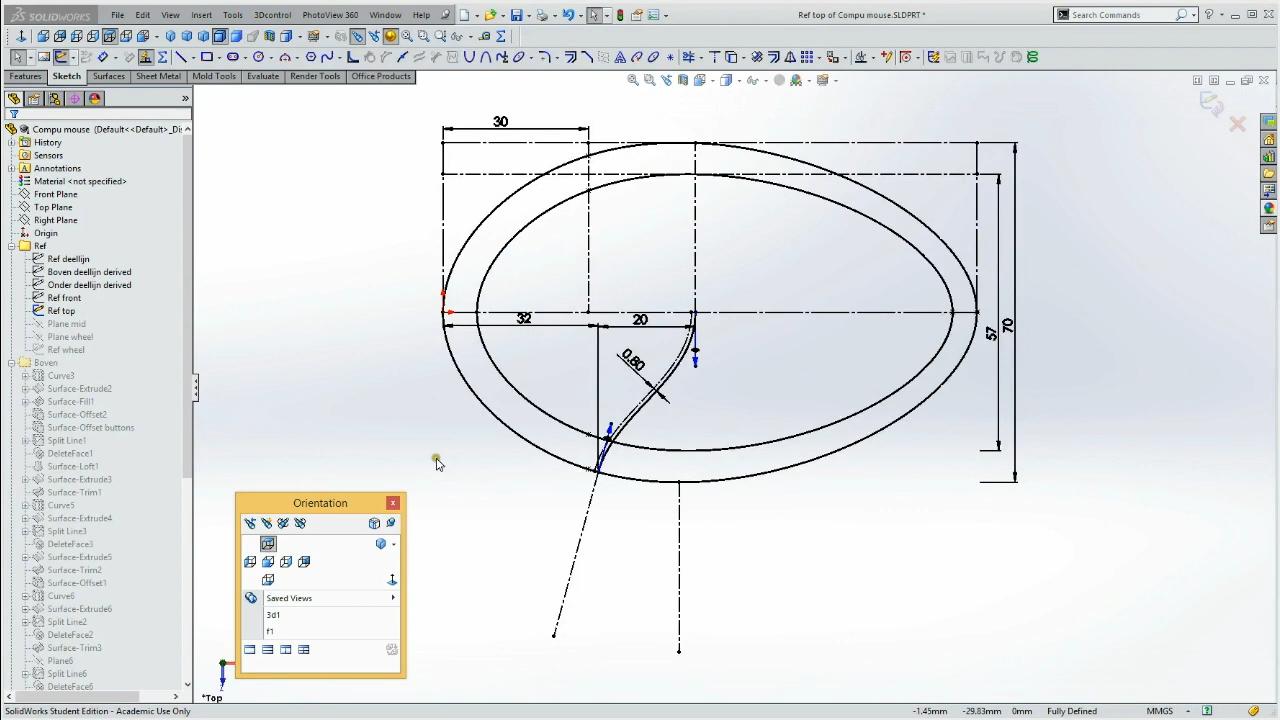 SOLIDWORKS File Edit View Insert Tools 3Dcontrol PhotoView 360 Window Help Ref top of Compu mouse.SLDPRT * Search Commands
Features Sketch Surfaces Sheet Metal Mold Tools Evaluate Render Tools Office Products
Compu mouse (Default<<Default>_Dis
History
Sensors
Annotations
Material <not specified>
Front Plane
Top Plane
Right Plane
Origin
Ref
Ref deellijn
Boven deellijn derived
Onder deellijn derived
Ref front
Ref top
Plane mid
Plane wheel
Ref wheel
Boven
Curve3
Surface-Extrude2
Surface-Fill1
Surface-Offset2
Surface-Offset buttons
Split Line1
DeleteFace1
Surface-Loft1
Surface-Extrude3
Surface-Trim1
Curve5
Surface-Extrude4
Split Line3
DeleteFace3
Surface-Extrude5
Surface-Trim2
Surface-Offset1
Curve6
Surface-Extrude6
Split Line2
DeleteFace2
Surface-Trim3
Plane6
Split Line6
DeleteFace6
30
32
20
0.80
57
70
Orientation
Saved Views
3d1
f1
*Top
SolidWorks Student Edition - Academic Use Only -1.45mm -29.83mm 0mm Fully Defined MMGS